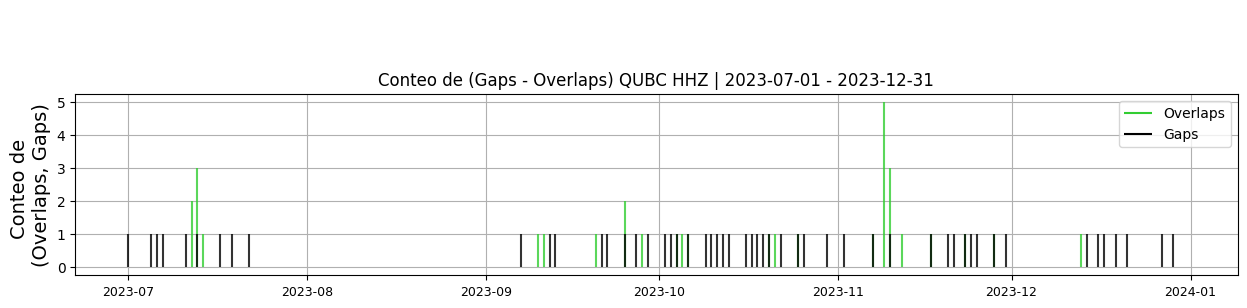 Conteo de (Gaps - Overlaps) QUBC HHZ | 2023-07-01 - 2023-12-31
Conteo de
(Overlaps, Gaps)
5
4
3
2
1
0
Overlaps
Gaps
2023-07
2023-08
2023-09
2023-10
2023-11
2023-12
2024-01